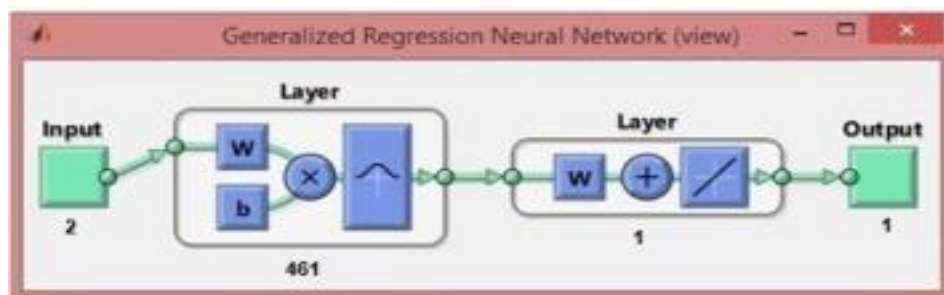 Generalized Regression Neural Network (view)
Layer
Input
W
b
2
461
Layer
W
1
Output
1